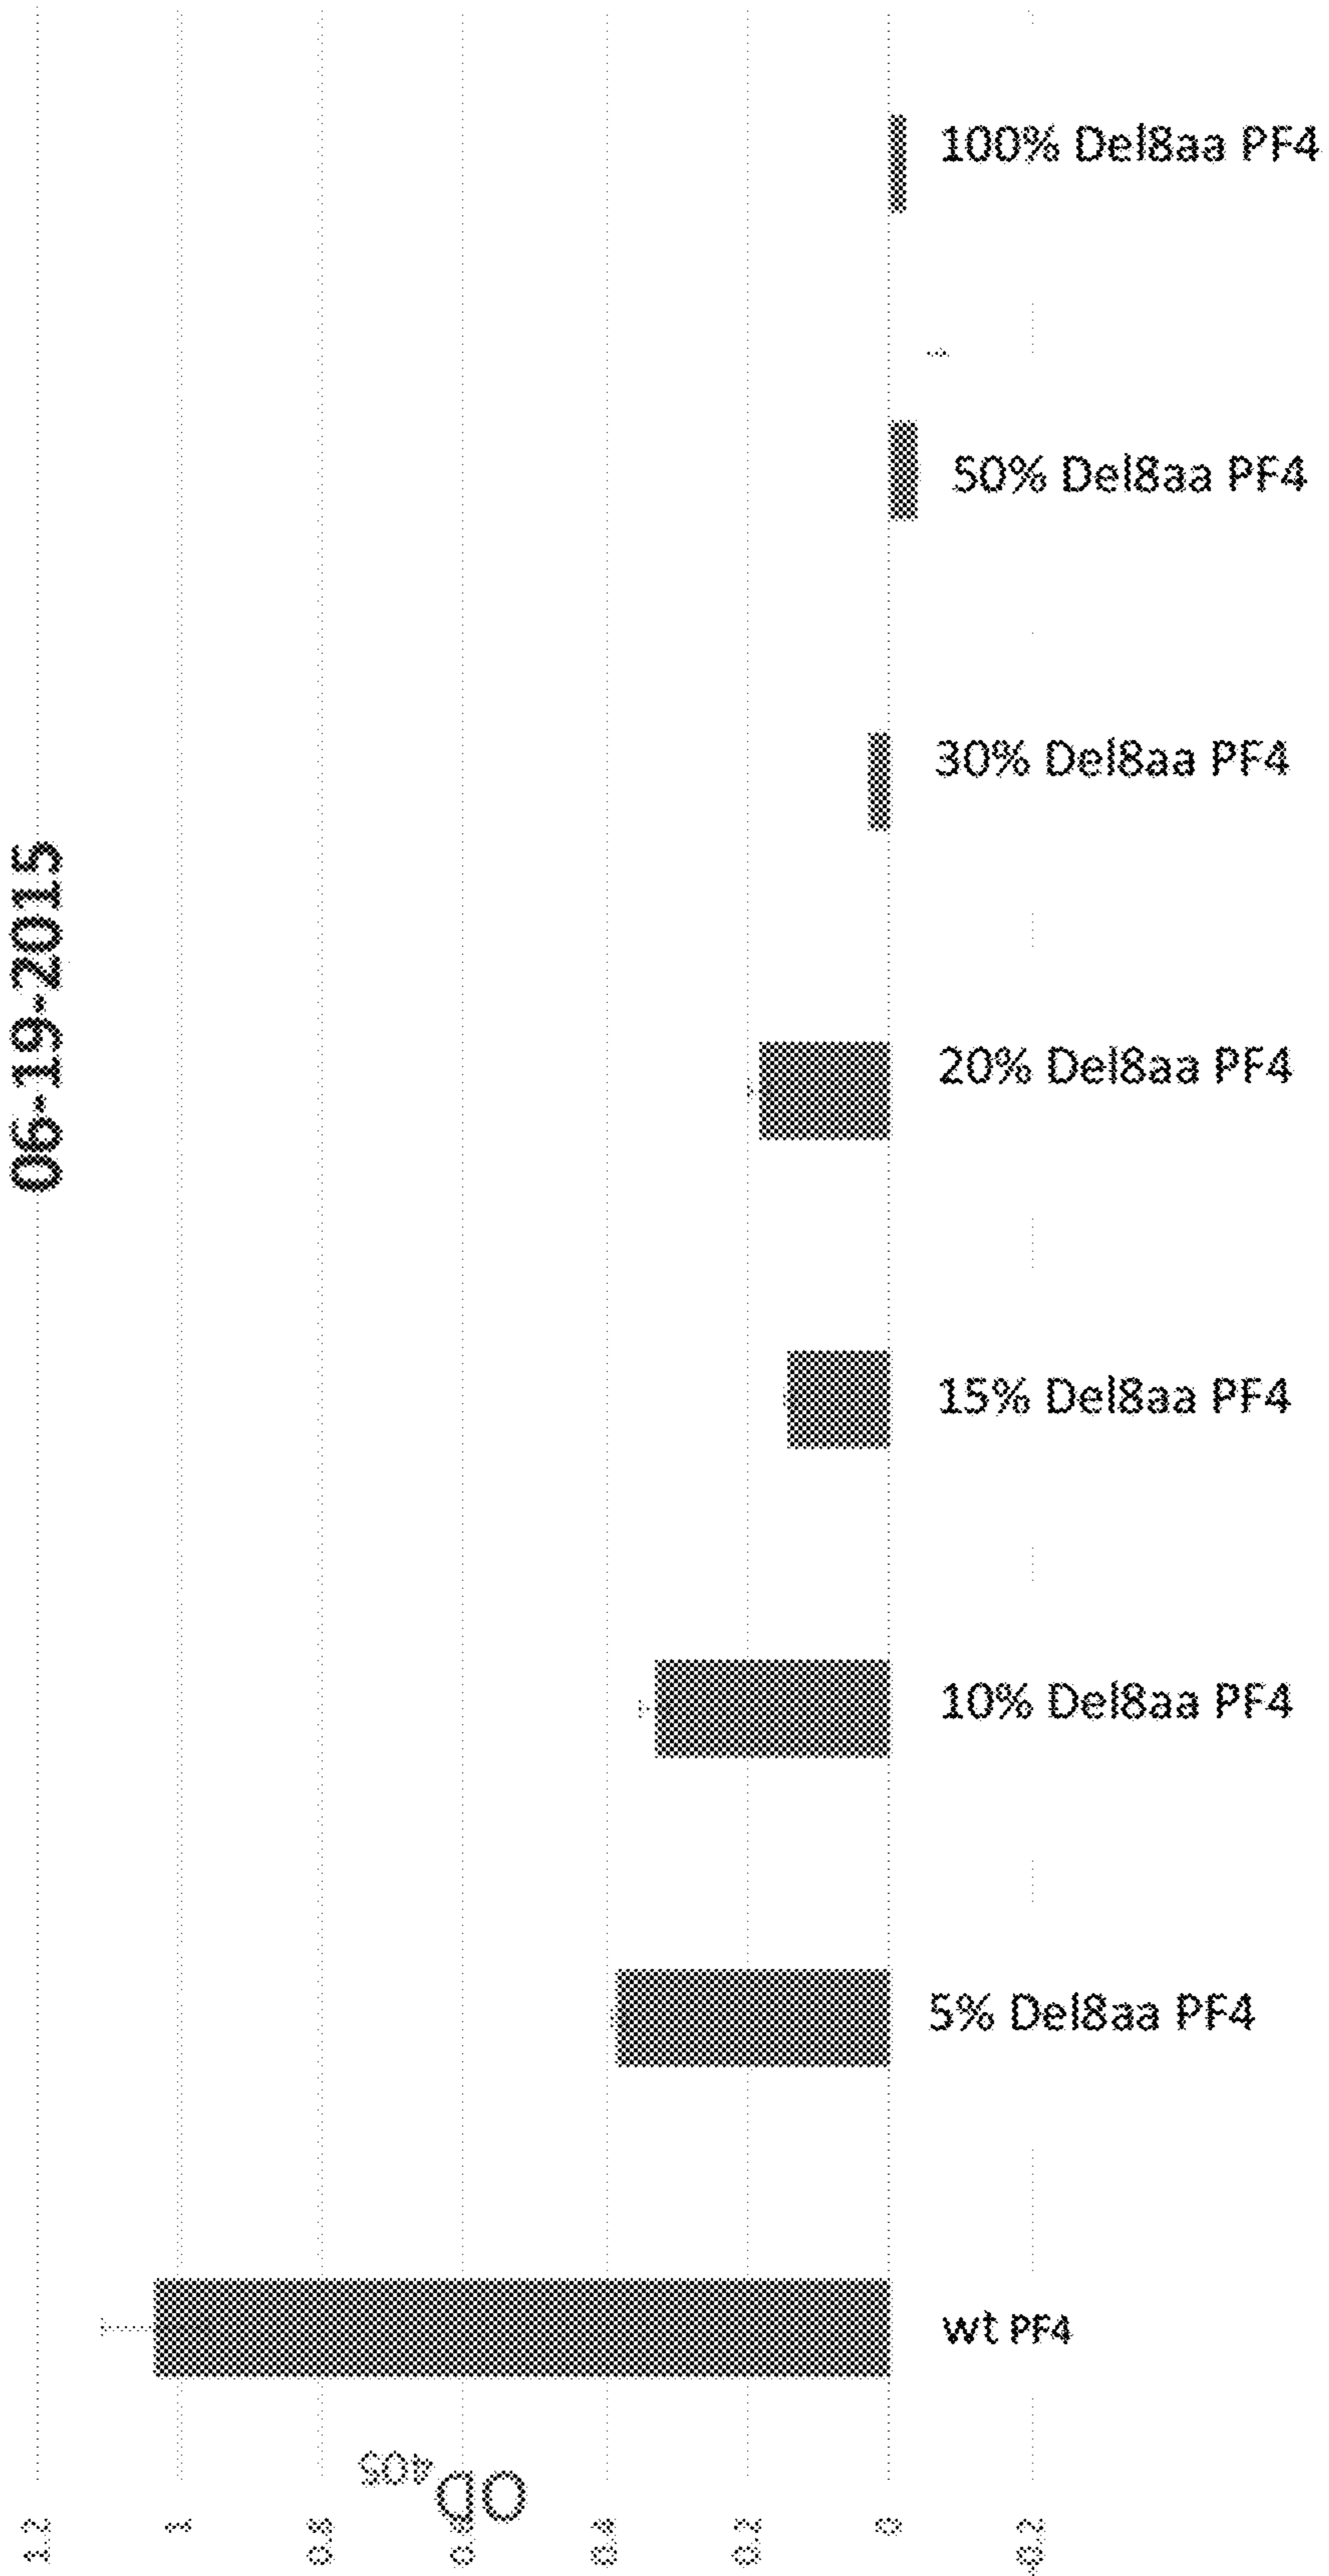 06-19-2015
OD405
1.2
1
0.8
0.6
0.4
0.2
0
-0.2
wt PF4
5% Del8aa PF4
10% Del8aa PF4
15% Del8aa PF4
20% Del8aa PF4
30% Del8aa PF4
50% Del8aa PF4
100% Del8aa PF4